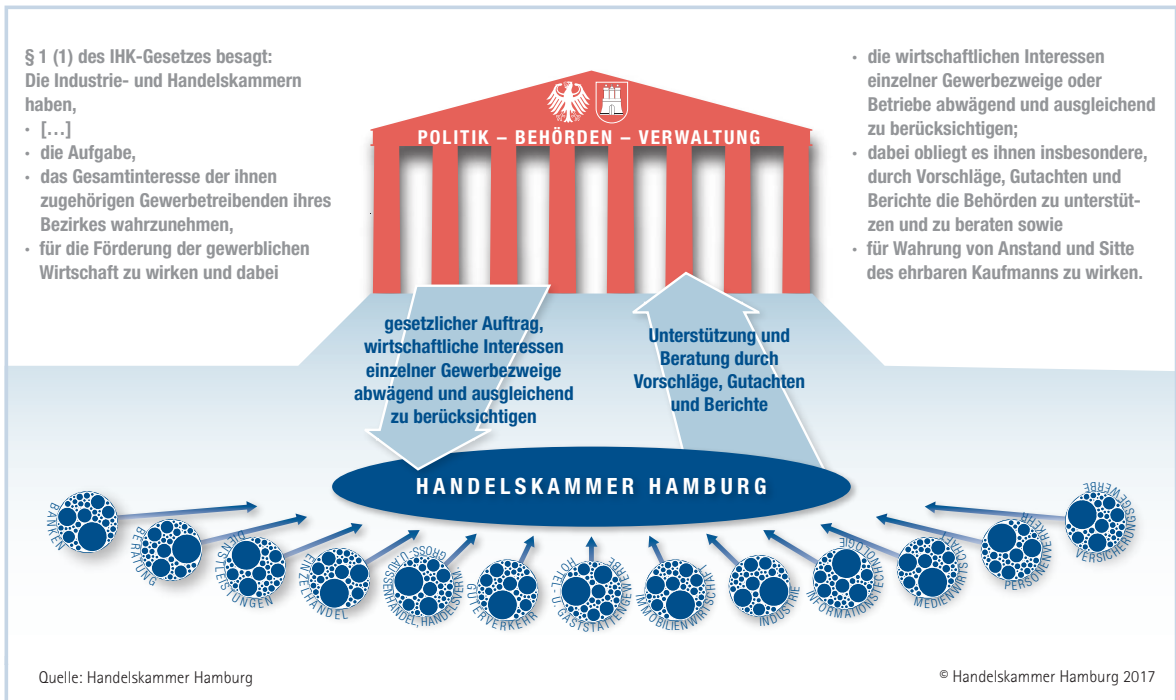 § 1 (1) des IHK-Gesetzes besagt:
Die Industrie- und Handelskammern
haben,
• […]
• die Aufgabe,
• das Gesamtinteresse der ihnen
zugehörigen Gewerbetreibenden ihres
Bezirkes wahrzunehmen,
• für die Förderung der gewerblichen
Wirtschaft zu wirken und dabei
• die wirtschaftlichen Interessen
einzelner Gewerbezweige oder
Betriebe abwägend und ausgleichend
zu berücksichtigen;
• dabei obliegt es ihnen insbesondere,
durch Vorschläge, Gutachten und
Berichte die Behörden zu unterstüt-
zen und zu beraten sowie
• für Wahrung von Anstand und Sitte
des ehrbaren Kaufmanns zu wirken.
POLITIK – BEHÖRDEN – VERWALTUNG
gesetzlicher Auftrag,
wirtschaftliche Interessen
einzelner Gewerbezweige
abwägend und ausgleichend
zu berücksichtigen
Unterstützung und
Beratung durch
Vorschläge, Gutachten
und Berichte
HANDELSKAMMER HAMBURG
BANKEN
BERATUNG
DIENSTLEISTUNGEN
EINZELHANDEL
GROSS-, U. AUSSENHANDEL, HANDELSVERM.
GÜTERVERKEHR
HOTEL- U. GASTSTÄTTENGEWERBE
IMMOBILIENWIRTSCHAFT
INDUSTRIE
INFORMATIONSTECHNOLOGIE
MEDIENWIRTSCHAFT
PERSONENVERKEHR
VERSICHERUNGSGEWERBE
Quelle: Handelskammer Hamburg
© Handelskammer Hamburg 2017